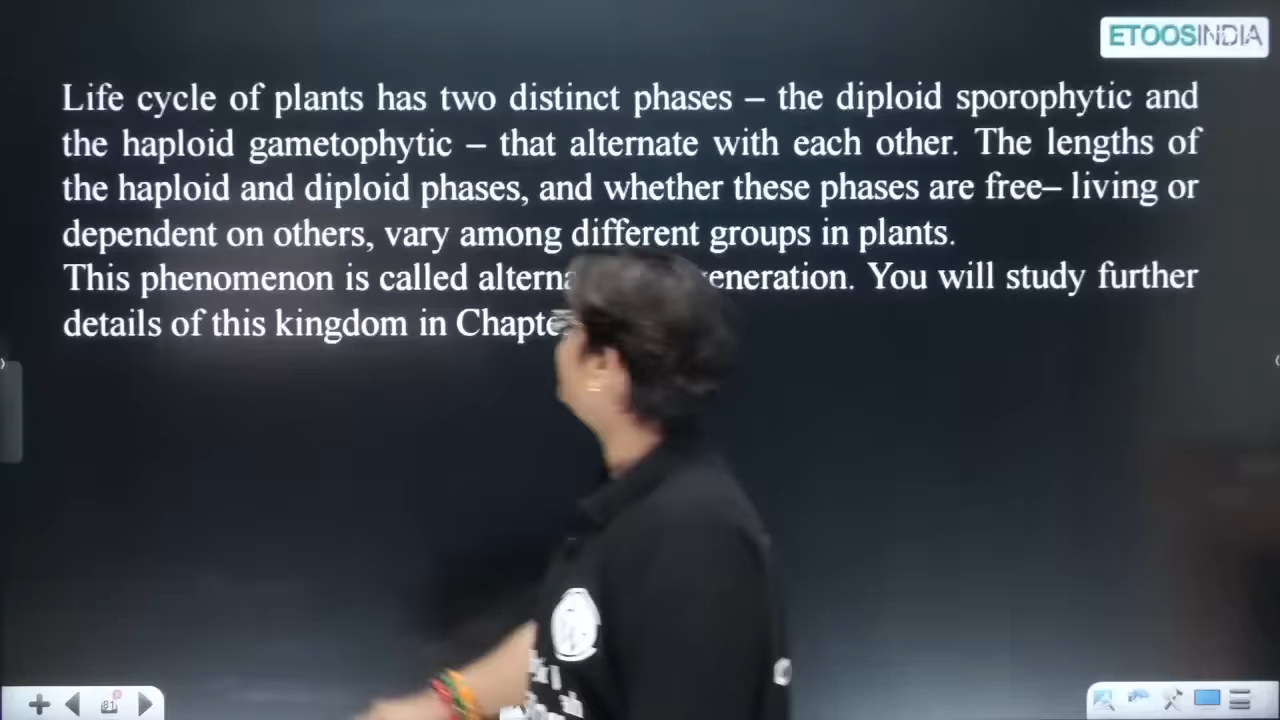 ETOOSINDIA
Life cycle of plants has two distinct phases – the diploid sporophytic and
the haploid gametophytic – that alternate with each other. The lengths of
the haploid and diploid phases, and whether these phases are free– living or
dependent on others, vary among different groups in plants.
This phenomenon is called generation. You will study further
details of this kingdom in
81